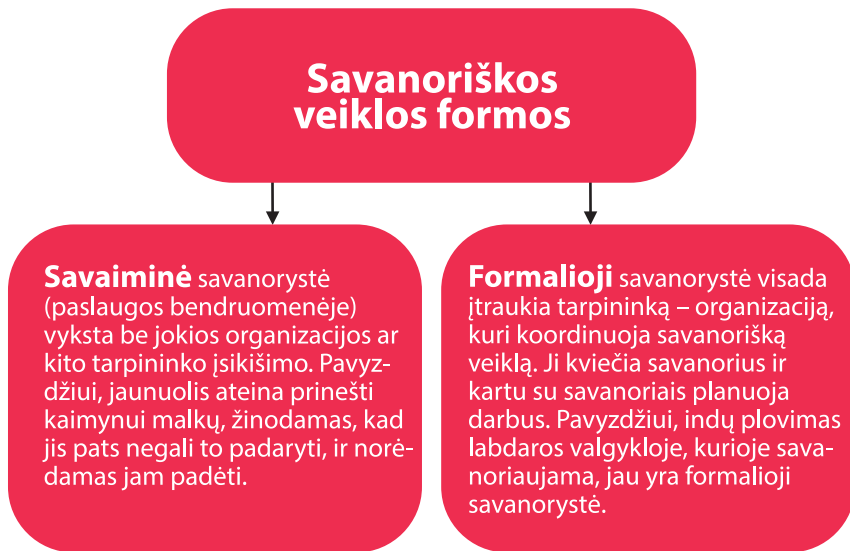 Savanoriškos
veiklos formos
Savaiminė savanorystė
(paslaugos bendruomenėje)
vyksta be jokios organizacijos ar
kito tarpininko įsikišimo. Pavyz-
džiui, jaunuolis ateina prinešti
kaimynui malkų, žinodamas, kad
jis pats negali to padaryti, ir norė-
damas jam padėti.
Formalioji savanorystė visada
įtraukia tarpininką – organizaciją,
kuri koordinuoja savanorišką
veiklą. Ji kviečia savanorius ir
kartu su savanoriais planuoja
darbus. Pavyzdžiui, indų plovimas
labdaros valgykloje, kurioje sava-
noriaujama, jau yra formalioji
savanorystė.